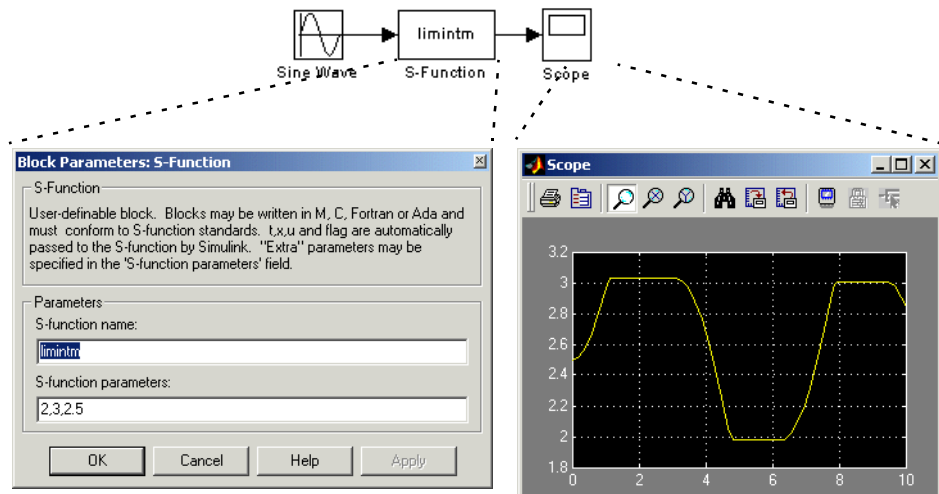 limintm
Sine Wave
S-Function
Scope
Block Parameters: S-Function
S-Function
User-definable block. Blocks may be written in M, C, Fortran or Ada and
must conform to S-function standards. t,x,u and flag are automatically
passed to the S-function by Simulink. "Extra" parameters may be
specified in the 'S-function parameters' field.
Parameters
S-function name:
limintm
S-function parameters:
2,3,2.5
OK
Cancel
Help
Apply
Scope
3.2
3
2.8
2.6
2.4
2.2
2
1.8
0
2
4
6
8
10